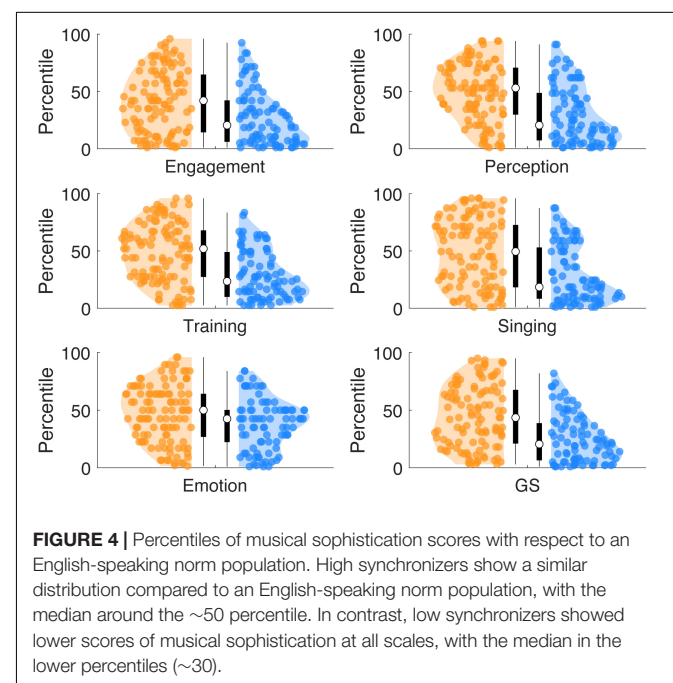 100
50
0
Percentile
Engagement
100
50
0
Percentile
Perception
100
50
0
Percentile
Training
100
50
0
Percentile
Singing
100
50
0
Percentile
Emotion
100
50
0
Percentile
GS
FIGURE 4 | Percentiles of musical sophistication scores with respect to an
English-speaking norm population. High synchronizers show a similar
distribution compared to an English-speaking norm population, with the
median around the ~50 percentile. In contrast, low synchronizers showed
lower scores of musical sophistication at all scales, with the median in the
lower percentiles (~30).